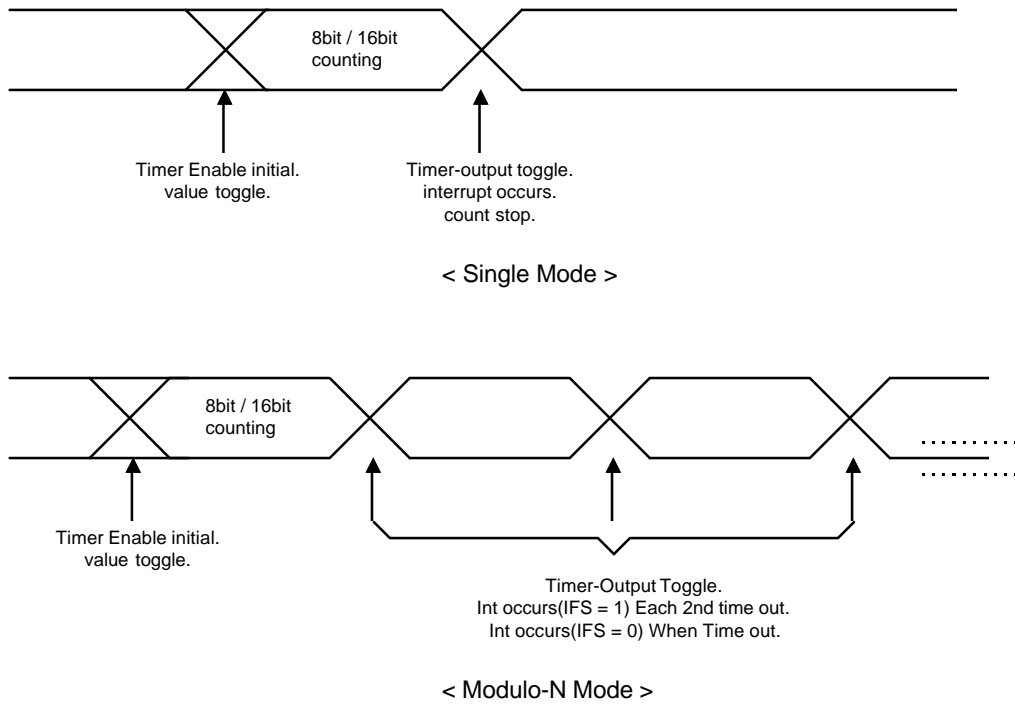 8bit / 16bit
counting
Timer Enable initial.
value toggle.
Timer-output toggle.
interrupt occurs.
count stop.
< Single Mode >
8bit / 16bit
counting
Timer Enable initial.
value toggle.
Timer-Output Toggle.
Int occurs(IFS = 1) Each 2nd time out.
Int occurs(IFS = 0) When Time out.
< Modulo-N Mode >